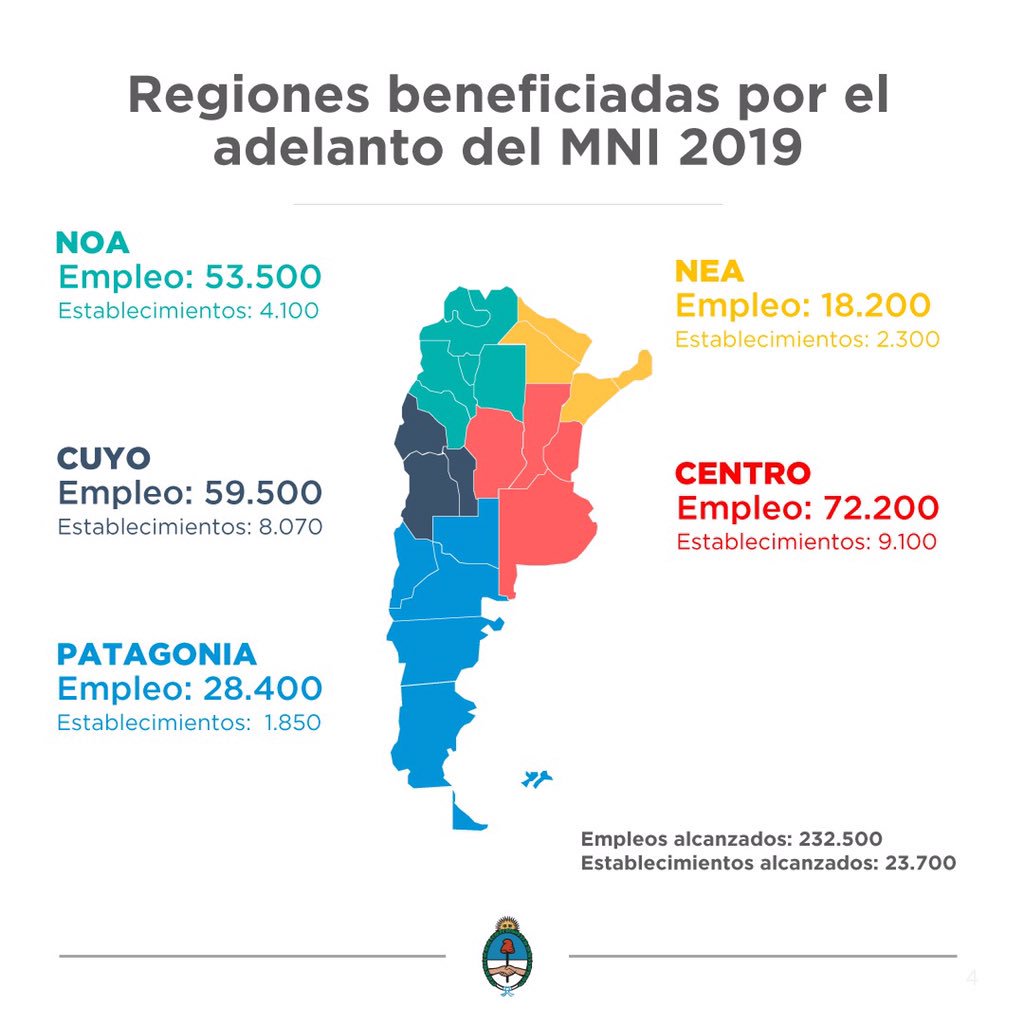 Regiones beneficiadas por el
adelanto del MNI 2019
NOA
Empleo: 53.500
Establecimientos: 4.100
NEA
Empleo: 18.200
Establecimientos: 2.300
CUYO
Empleo: 59.500
Establecimientos: 8.070
CENTRO
Empleo: 72.200
Establecimientos: 9.100
PATAGONIA
Empleo: 28.400
Establecimientos: 1.850
Empleos alcanzados: 232.500
Establecimientos alcanzados: 23.700
4